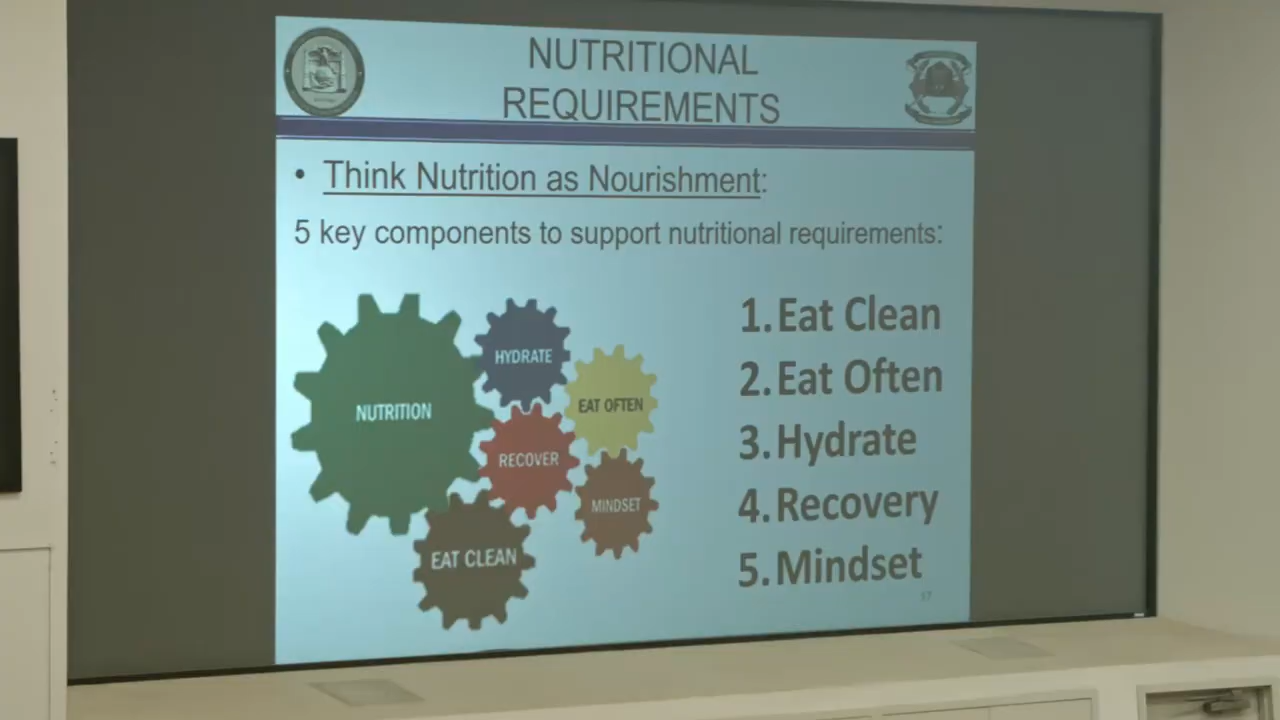 NUTRITIONAL
REQUIREMENTS
• Think Nutrition as Nourishment:
5 key components to support nutritional requirements:
NUTRITION
HYDRATE
EAT OFTEN
RECOVER
MINDSET
EAT CLEAN
1. Eat Clean
2. Eat Often
3. Hydrate
4. Recovery
5. Mindset
17